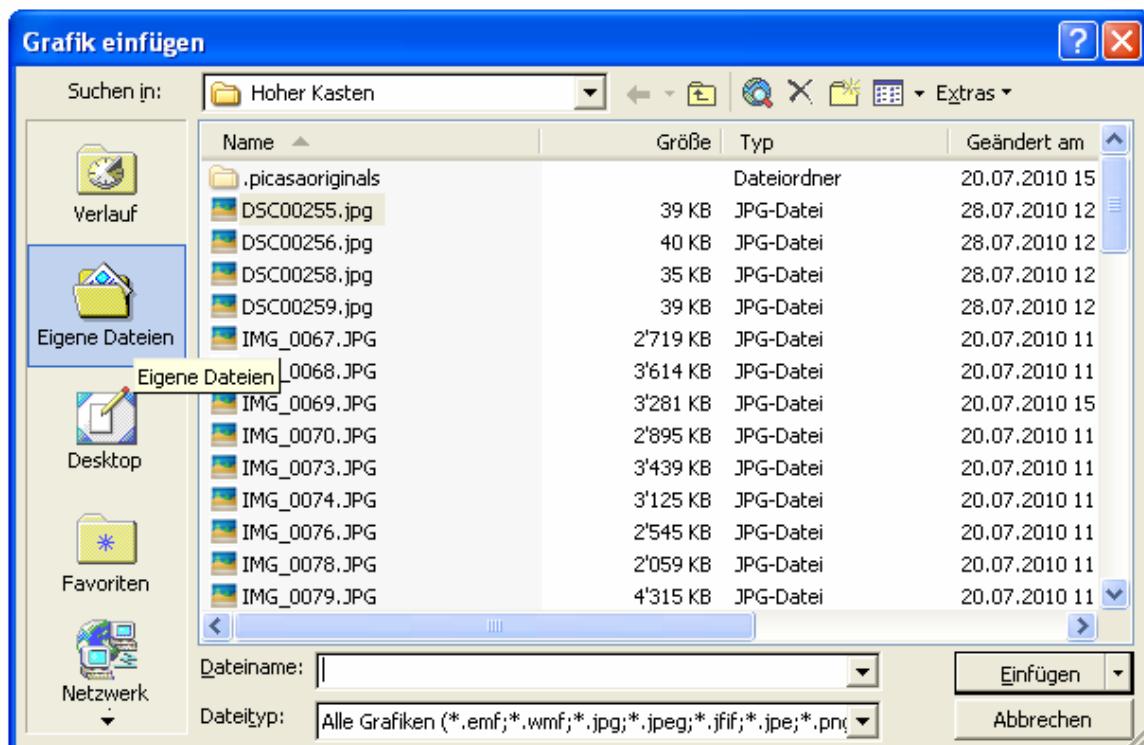 Grafik einfügen
Suchen in: Hoher Kasten Extras
Name Größe Typ Geändert am
.picasaoriginals Dateiordner 20.07.2010 15
DSC00255.jpg 39 KB JPG-Datei 28.07.2010 12
DSC00256.jpg 40 KB JPG-Datei 28.07.2010 12
DSC00258.jpg 35 KB JPG-Datei 28.07.2010 12
DSC00259.jpg 39 KB JPG-Datei 28.07.2010 12
IMG_0067.JPG 2'719 KB JPG-Datei 20.07.2010 11
_0068.JPG 3'614 KB JPG-Datei 20.07.2010 11
IMG_0069.JPG 3'281 KB JPG-Datei 20.07.2010 15
IMG_0070.JPG 2'895 KB JPG-Datei 20.07.2010 11
IMG_0073.JPG 3'439 KB JPG-Datei 20.07.2010 11
IMG_0074.JPG 3'125 KB JPG-Datei 20.07.2010 11
IMG_0076.JPG 2'545 KB JPG-Datei 20.07.2010 11
IMG_0078.JPG 2'059 KB JPG-Datei 20.07.2010 11
IMG_0079.JPG 4'315 KB JPG-Datei 20.07.2010 11
Verlauf
Eigene Dateien
Eigene Dateien
Desktop
Favoriten
Netzwerk
Dateiname: Einfügen
Dateityp: Alle Grafiken (*.emf;*.wmf;*.jpg;*.jpeg;*.jfif;*.jpe;*.png Abbrechen